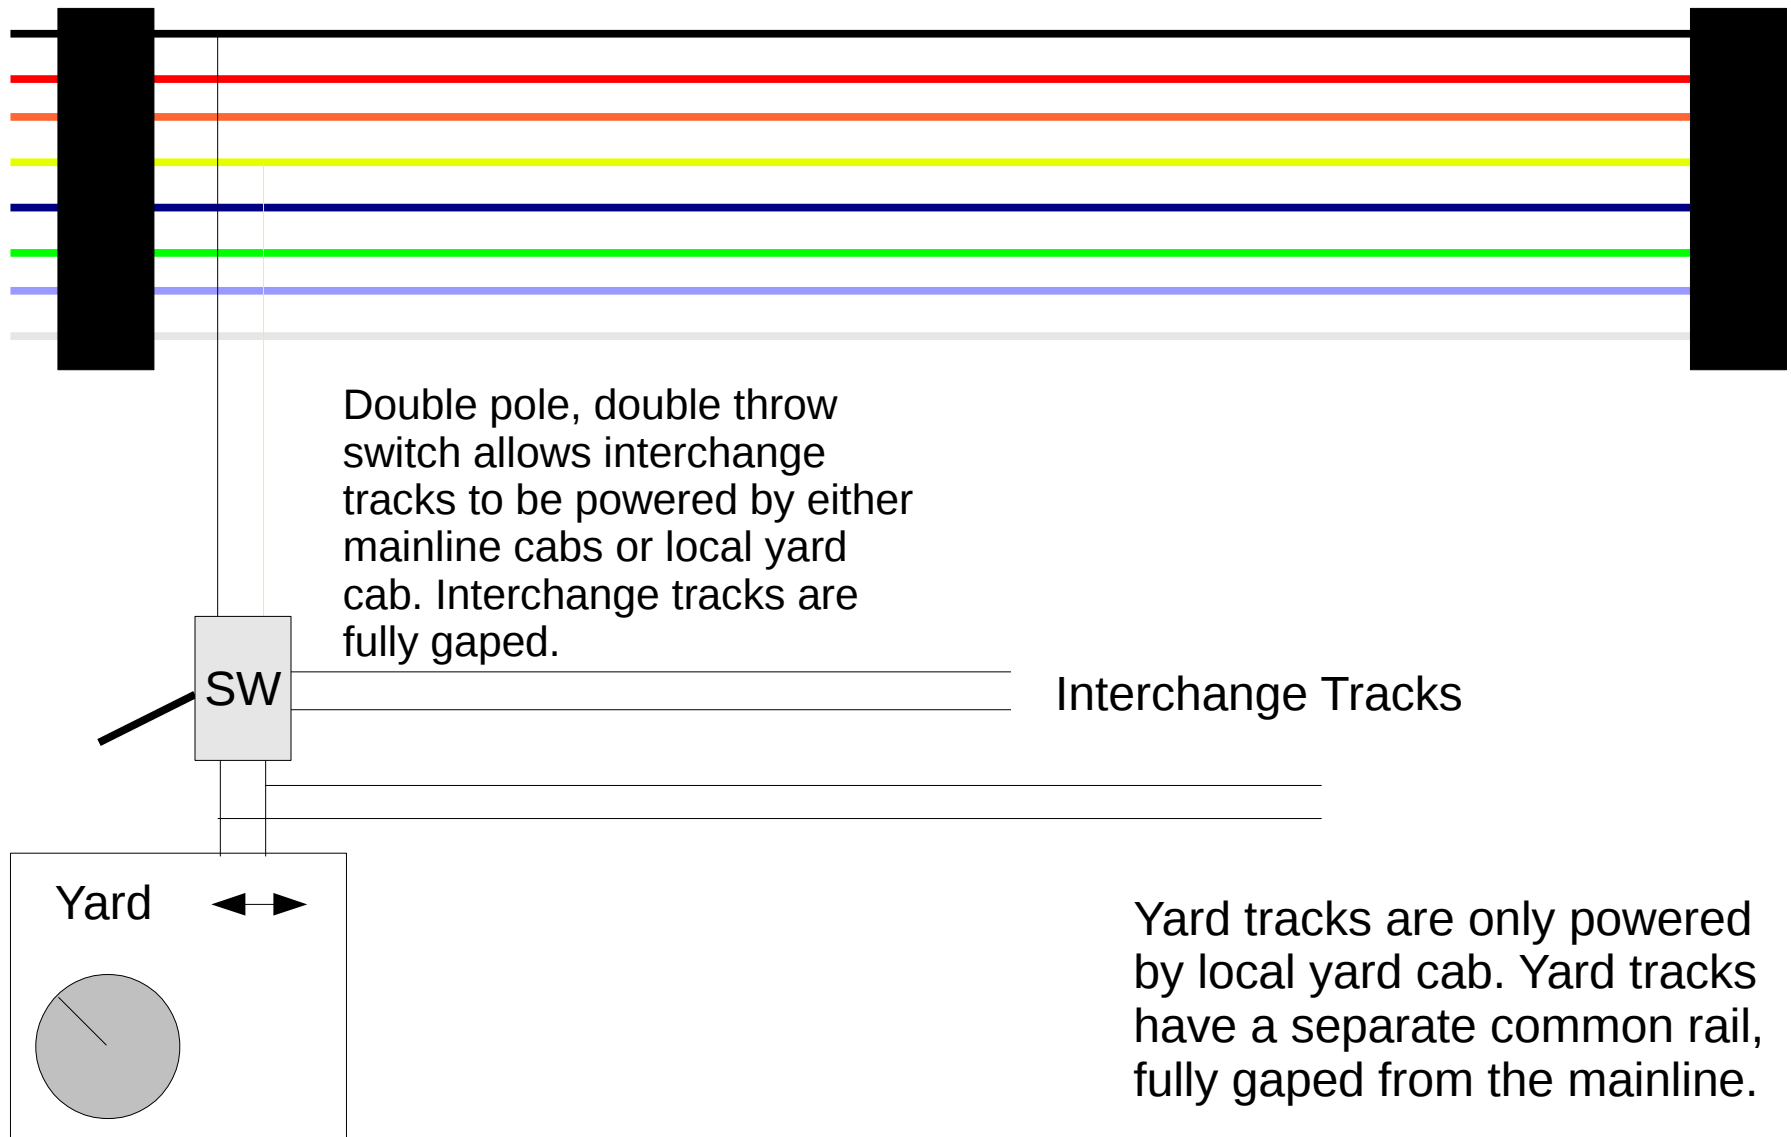 Double pole, double throw
switch allows interchange
tracks to be powered by either
mainline cabs or local yard
cab. Interchange tracks are
fully gaped.
SW
Interchange Tracks
Yard
Yard tracks are only powered
by local yard cab. Yard tracks
have a separate common rail,
fully gaped from the mainline.